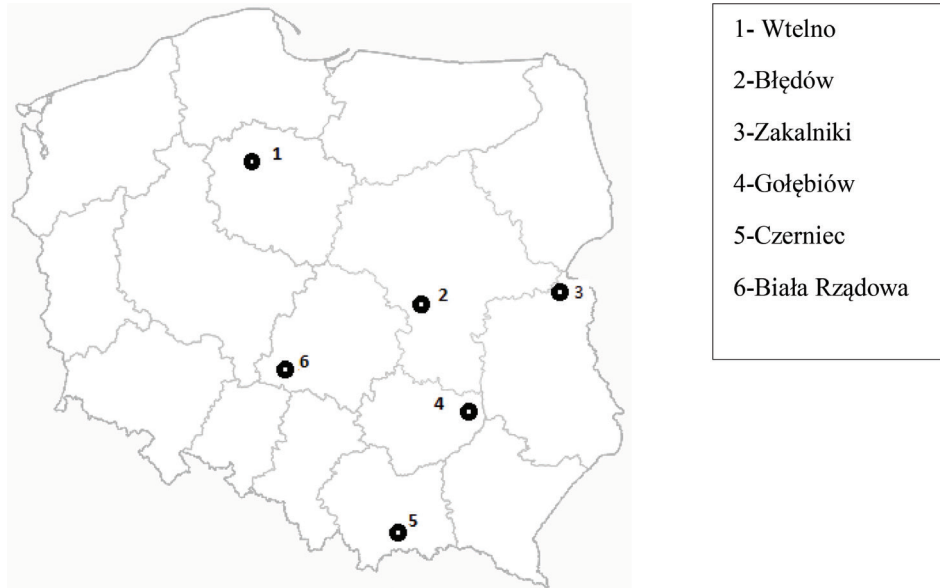 1
2
3
4
5
6
1- Wtelno
2-Błędów
3-Zakalniki
4-Gołębiów
5-Czerniec
6-Biała Rządowa